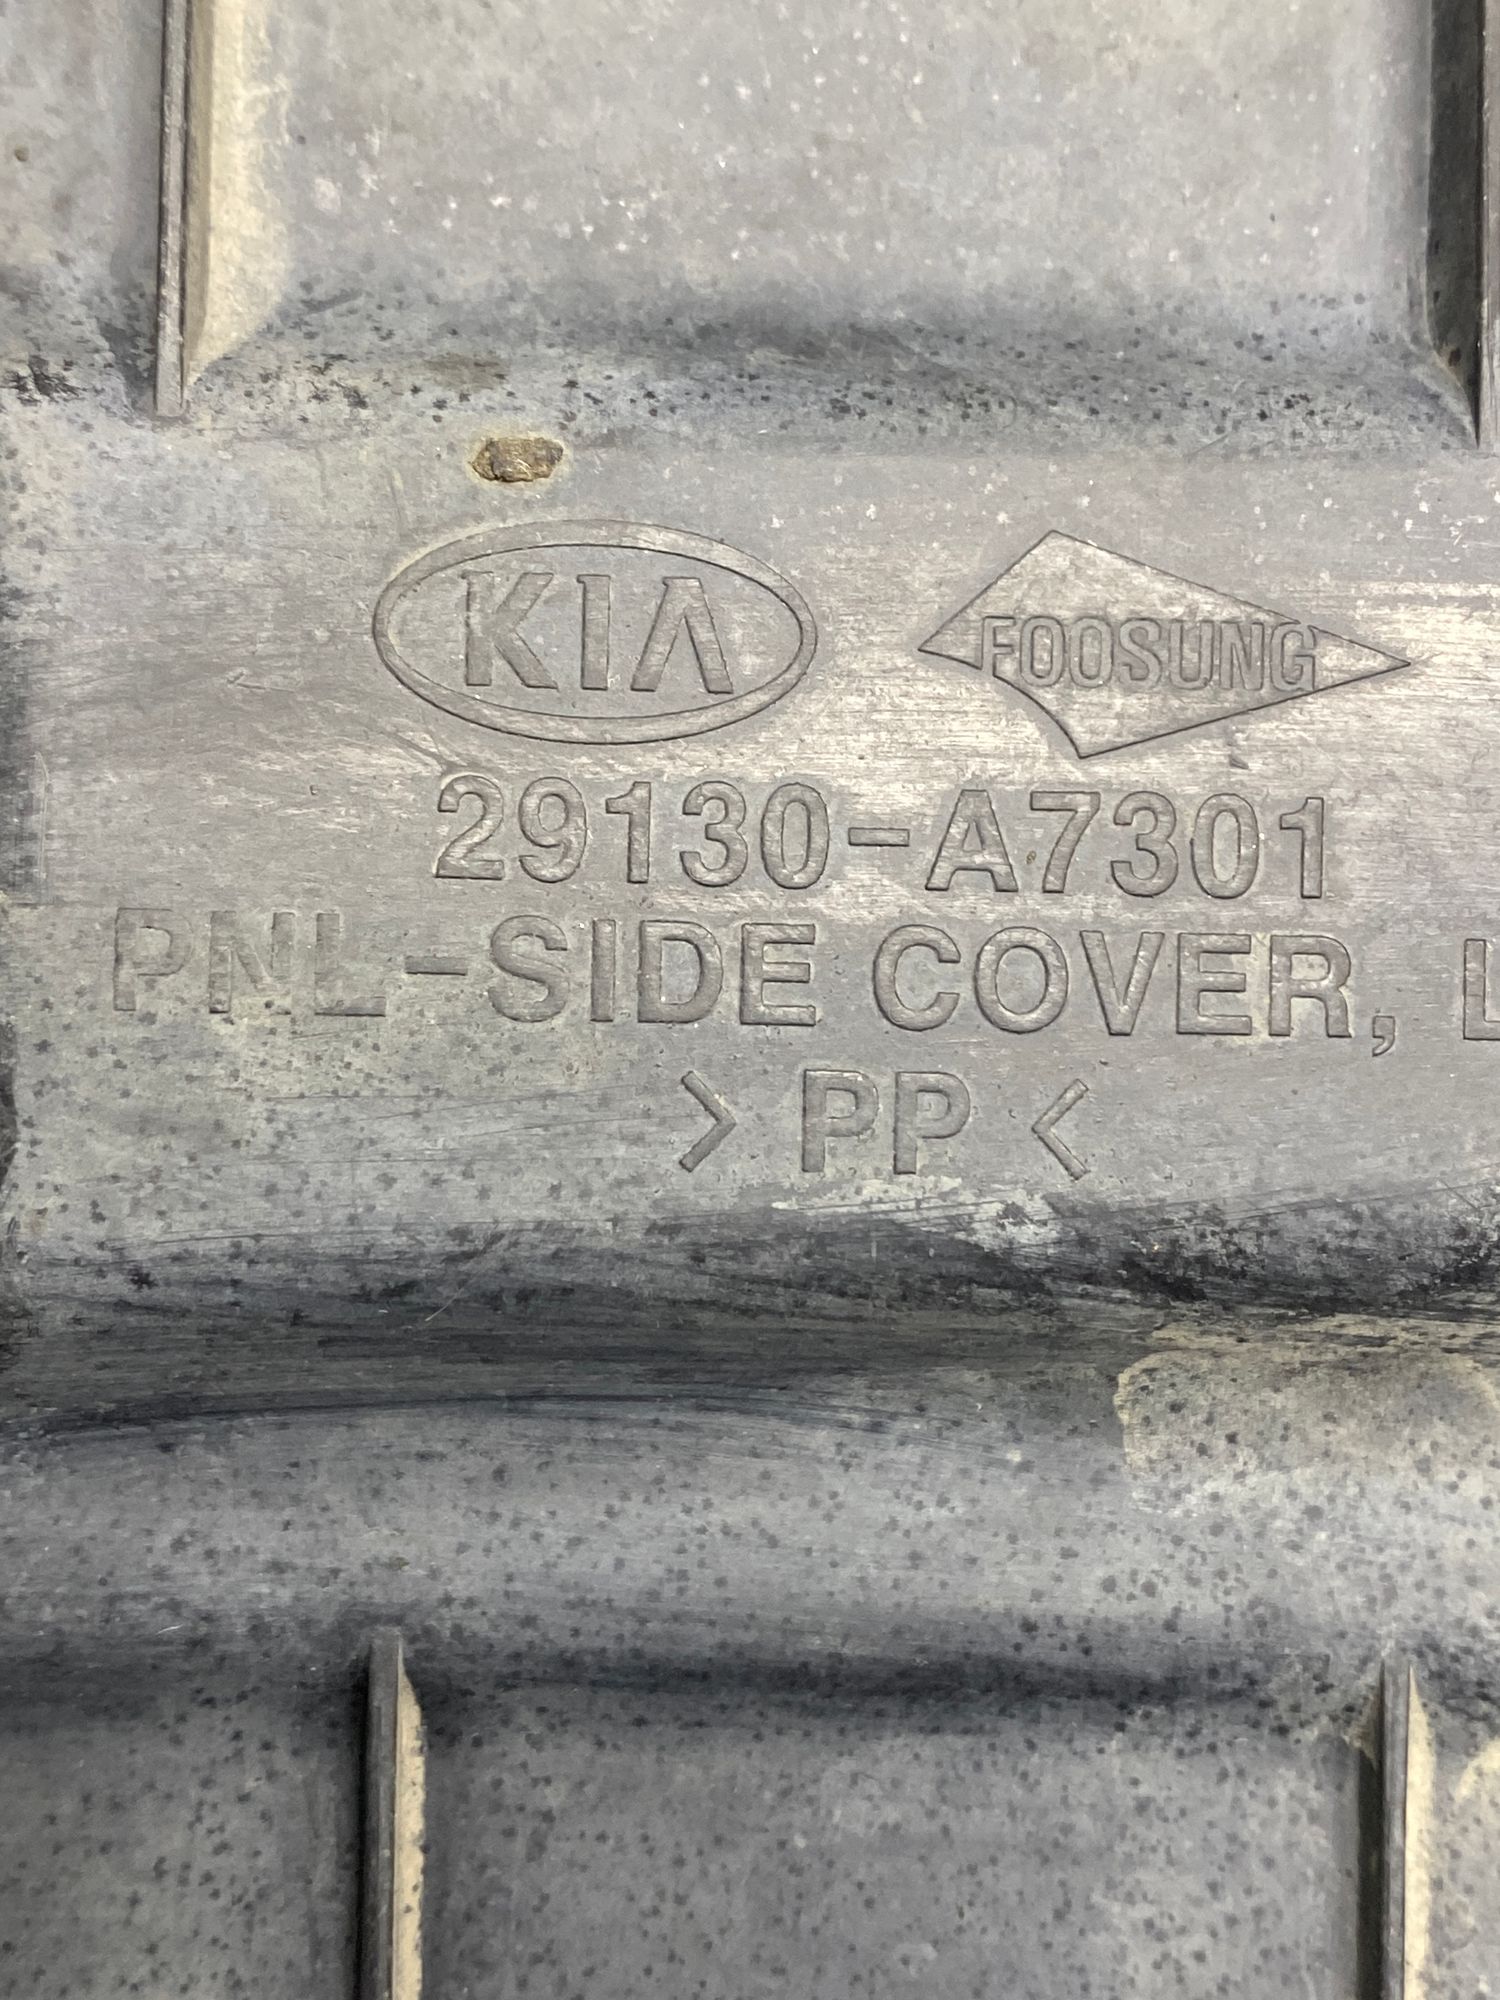 KIA FOOSUNG
29130-A7301
PNL-SIDE COVER, L
> PP <